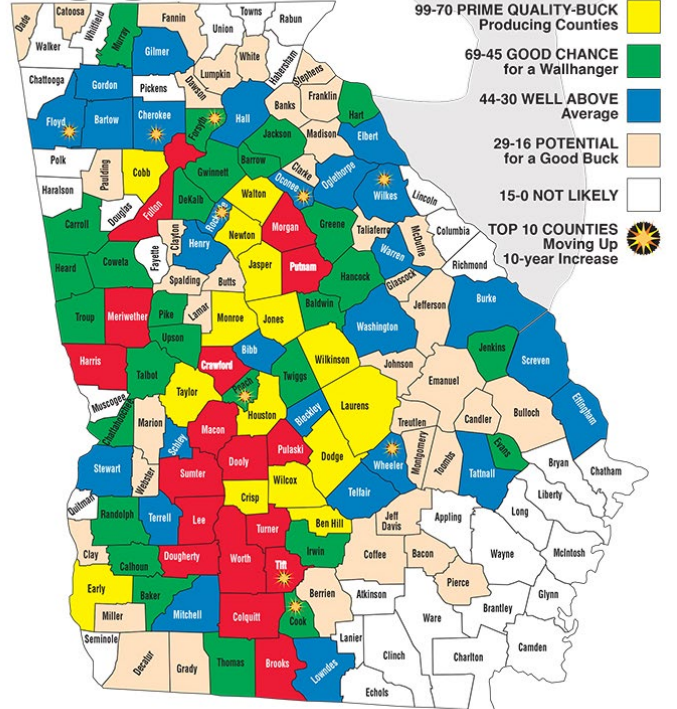 99-70 PRIME QUALITY-BUCK
Producing Counties
69-45 GOOD CHANCE
for a Wallhanger
44-30 WELL ABOVE
Average
29-16 POTENTIAL
for a Good Buck
15-0 NOT LIKELY
TOP 10 COUNTIES
Moving Up
10-year Increase
Dade
Catoosa
Whitfield
Murray
Fannin
Towns
Rabun
Union
Walker
Gilmer
White
Habersham
Chattooga
Gordon
Pickens
Dawson
Lumpkin
Stephens
Banks
Franklin
Hart
Floyd
Bartow
Cherokee
Forsyth
Hall
Jackson
Madison
Elbert
Polk
Paulding
Cobb
Gwinnett
Barrow
Clarke
Oconee
Oglethorpe
Wilkes
Lincoln
Haralson
Douglas
Fulton
DeKalb
Rockdale
Walton
Morgan
Greene
Taliaferro
McDuffie
Columbia
Carroll
Fayette
Clayton
Henry
Newton
Warren
Richmond
Heard
Coweta
Spalding
Butts
Jasper
Putnam
Hancock
Glascock
Jefferson
Burke
Troup
Meriwether
Pike
Lamar
Monroe
Jones
Baldwin
Washington
Upson
Bibb
Wilkinson
Johnson
Jenkins
Screven
Harris
Talbot
Crawford
Peach
Twiggs
Emanuel
Taylor
Houston
Bleckley
Laurens
Treutlen
Candler
Bulloch
Effingham
Muscogee
Chattahoochee
Marion
Schley
Macon
Pulaski
Dodge
Wheeler
Montgomery
Toombs
Tattnall
Evans
Bryan
Chatham
Stewart
Webster
Sumter
Dooly
Crisp
Wilcox
Telfair
Liberty
Long
Quitman
Randolph
Terrell
Lee
Turner
Ben Hill
Jeff
Davis
Appling
Clay
Calhoun
Dougherty
Worth
Tift
Irwin
Coffee
Bacon
Wayne
McIntosh
Early
Baker
Mitchell
Colquitt
Cook
Berrien
Atkinson
Pierce
Brantley
Glynn
Miller
Seminole
Decatur
Grady
Thomas
Brooks
Lowndes
Lanier
Clinch
Echols
Ware
Charlton
Camden